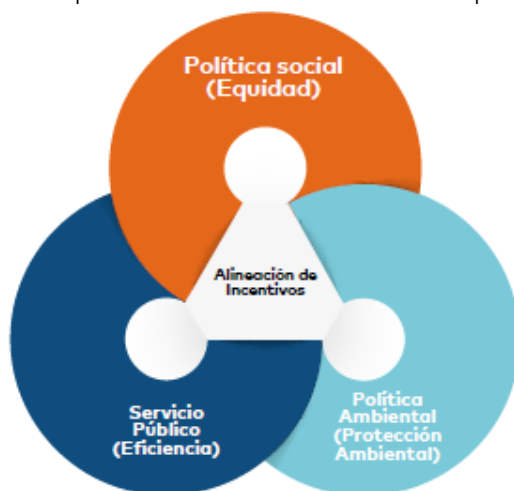 Política social
(Equidad)
Alineación de
Incentivos
Servicio
Público
(Eficiencia)
Política
Ambiental
(Protección
Ambiental)